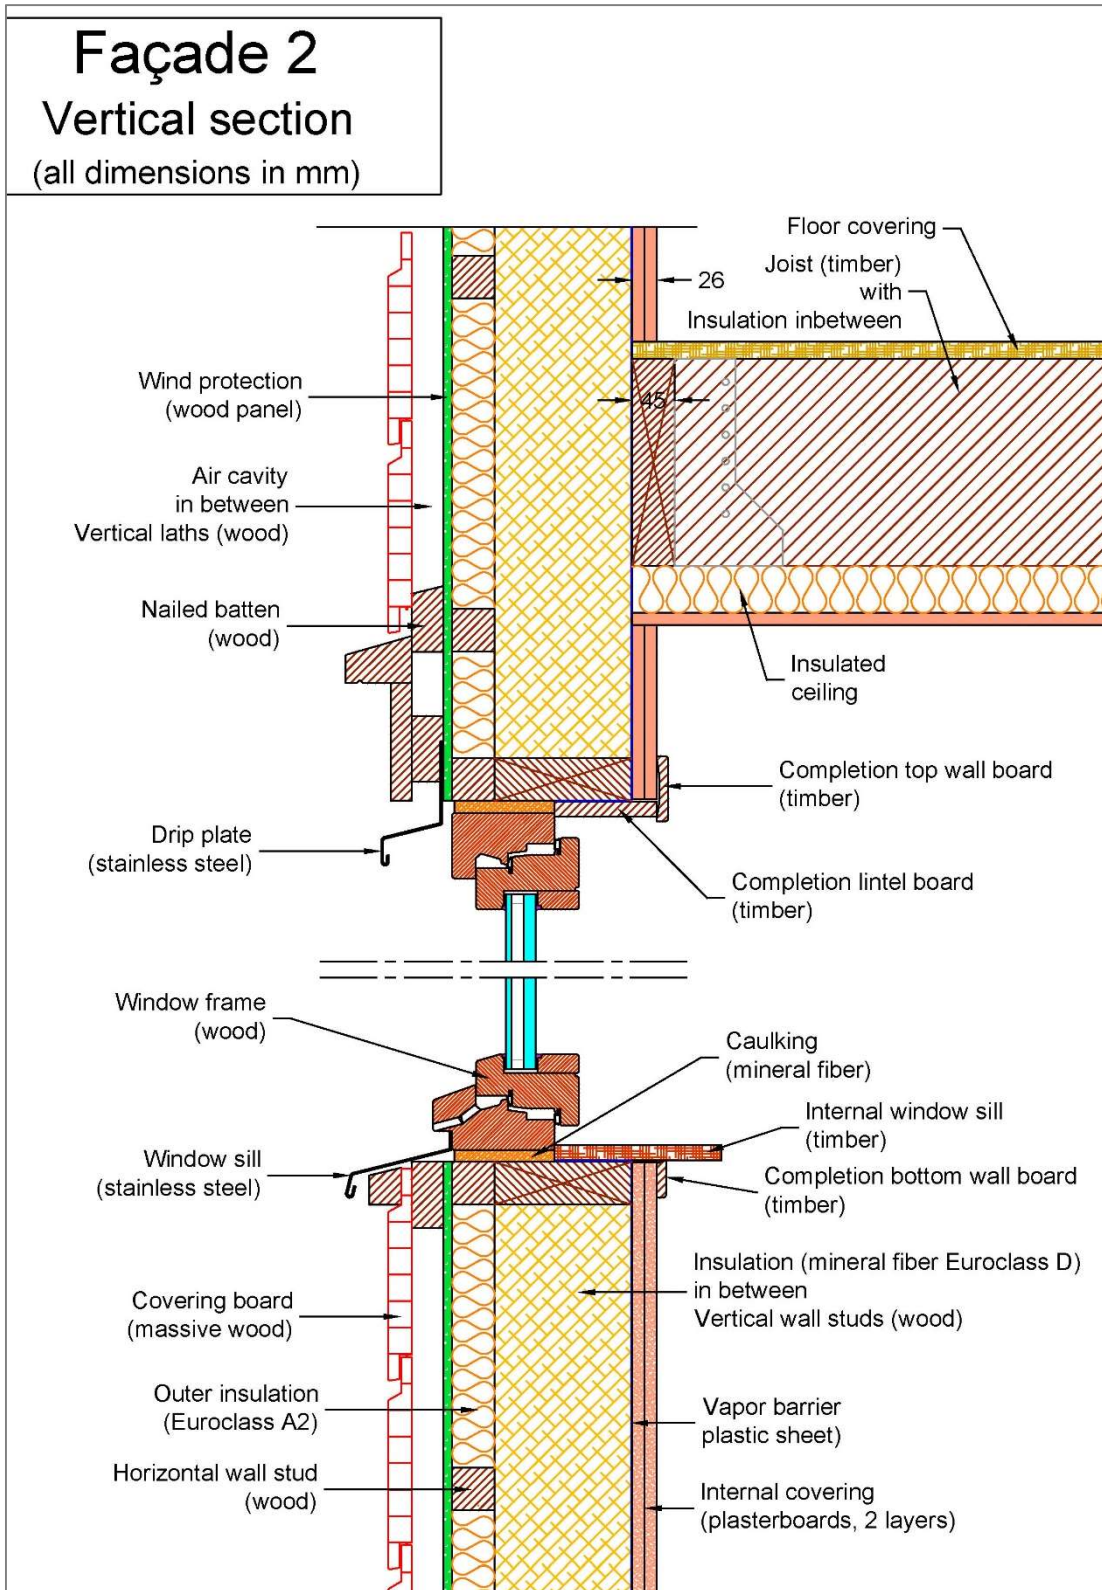 Façade 2
Vertical section
(all dimensions in mm)
Floor covering
Joist (timber)
with
Insulation inbetween
26
45
Wind protection
(wood panel)
Air cavity
in between
Vertical laths (wood)
Nailed batten
(wood)
Insulated
ceiling
Completion top wall board
(timber)
Drip plate
(stainless steel)
Completion lintel board
(timber)
Window frame
(wood)
Caulking
(mineral fiber)
Internal window sill
(timber)
Window sill
(stainless steel)
Completion bottom wall board
(timber)
Insulation (mineral fiber Euroclass D)
in between
Vertical wall studs (wood)
Covering board
(massive wood)
Outer insulation
(Euroclass A2)
Vapor barrier
plastic sheet)
Horizontal wall stud
(wood)
Internal covering
(plasterboards, 2 layers)